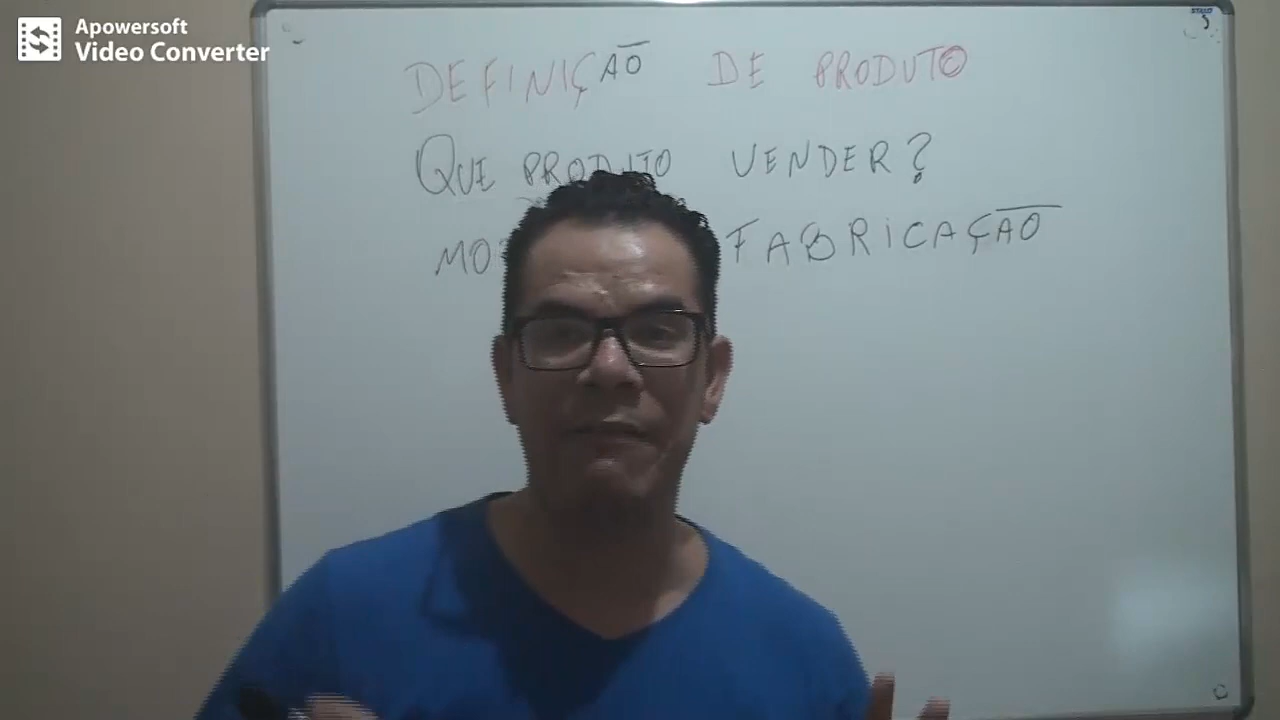 Apowersoft
Video Converter
DEFINIÇÃO DE PRODUTO
QUE PRODUTO VENDER?
FABRICAÇÃO